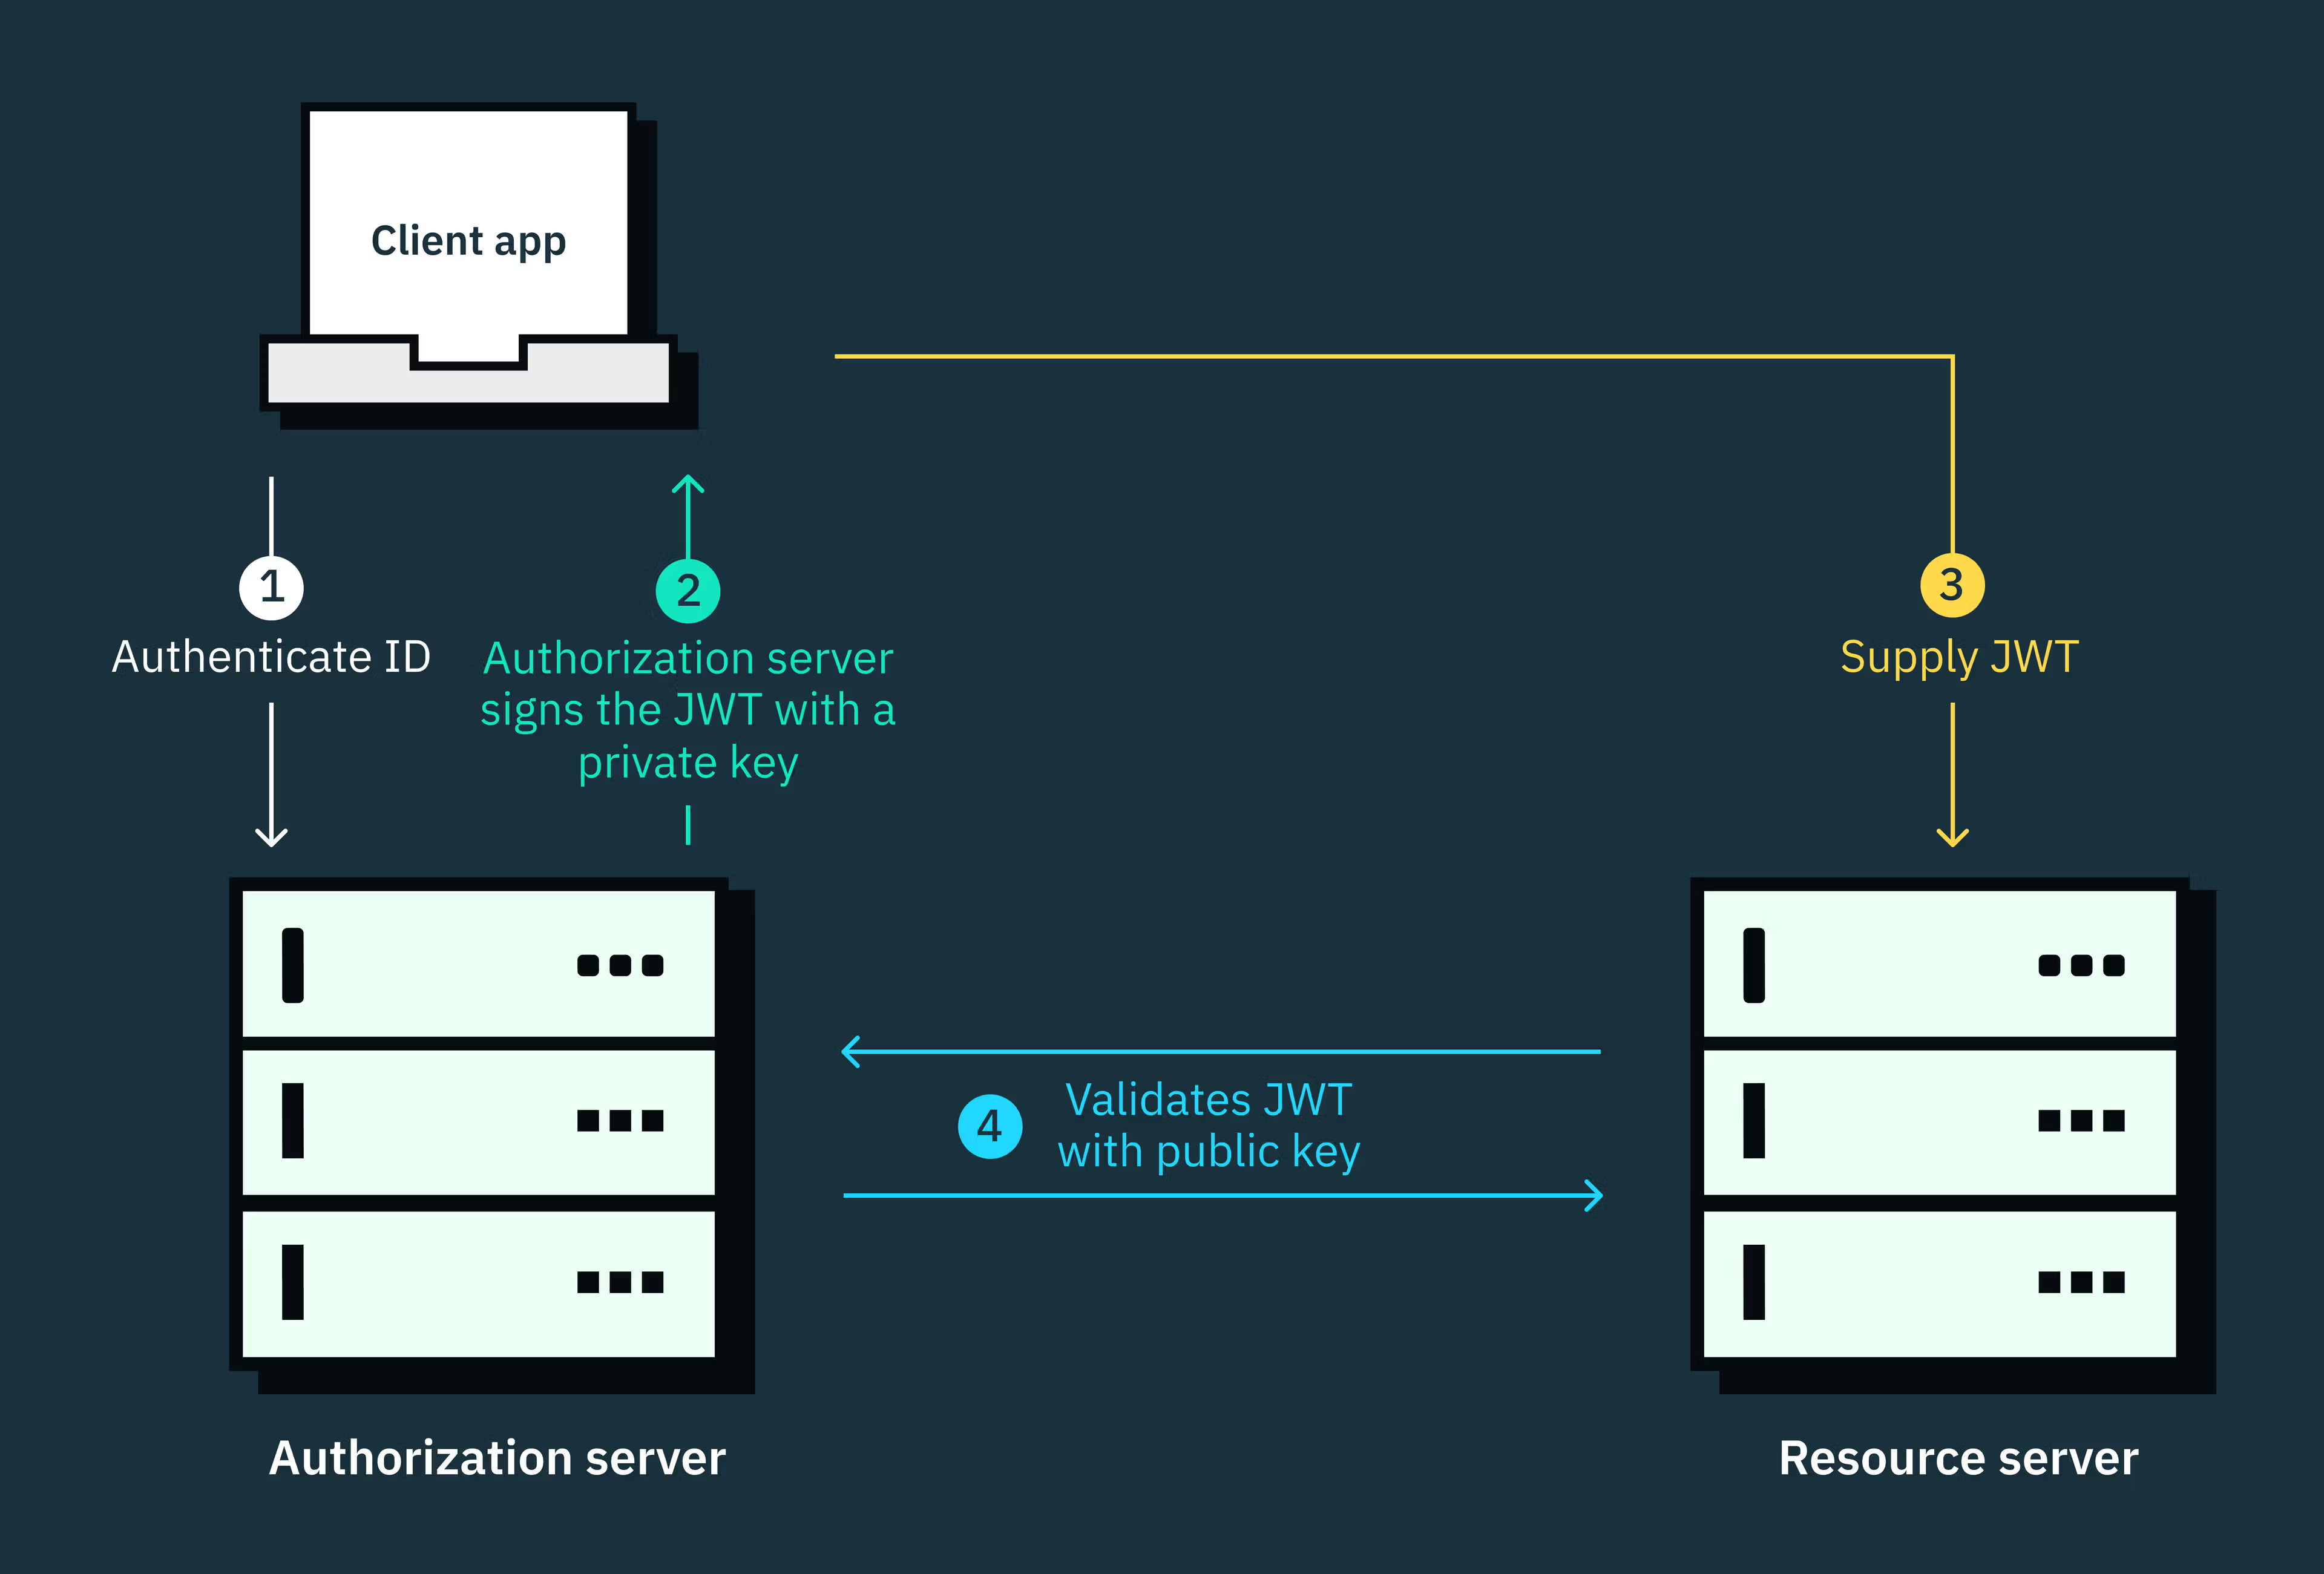 Client app
1
Authenticate ID
2
Authorization server
signs the JWT with a
private key
3
Supply JWT
4
Validates JWT
with public key
Authorization server
Resource server